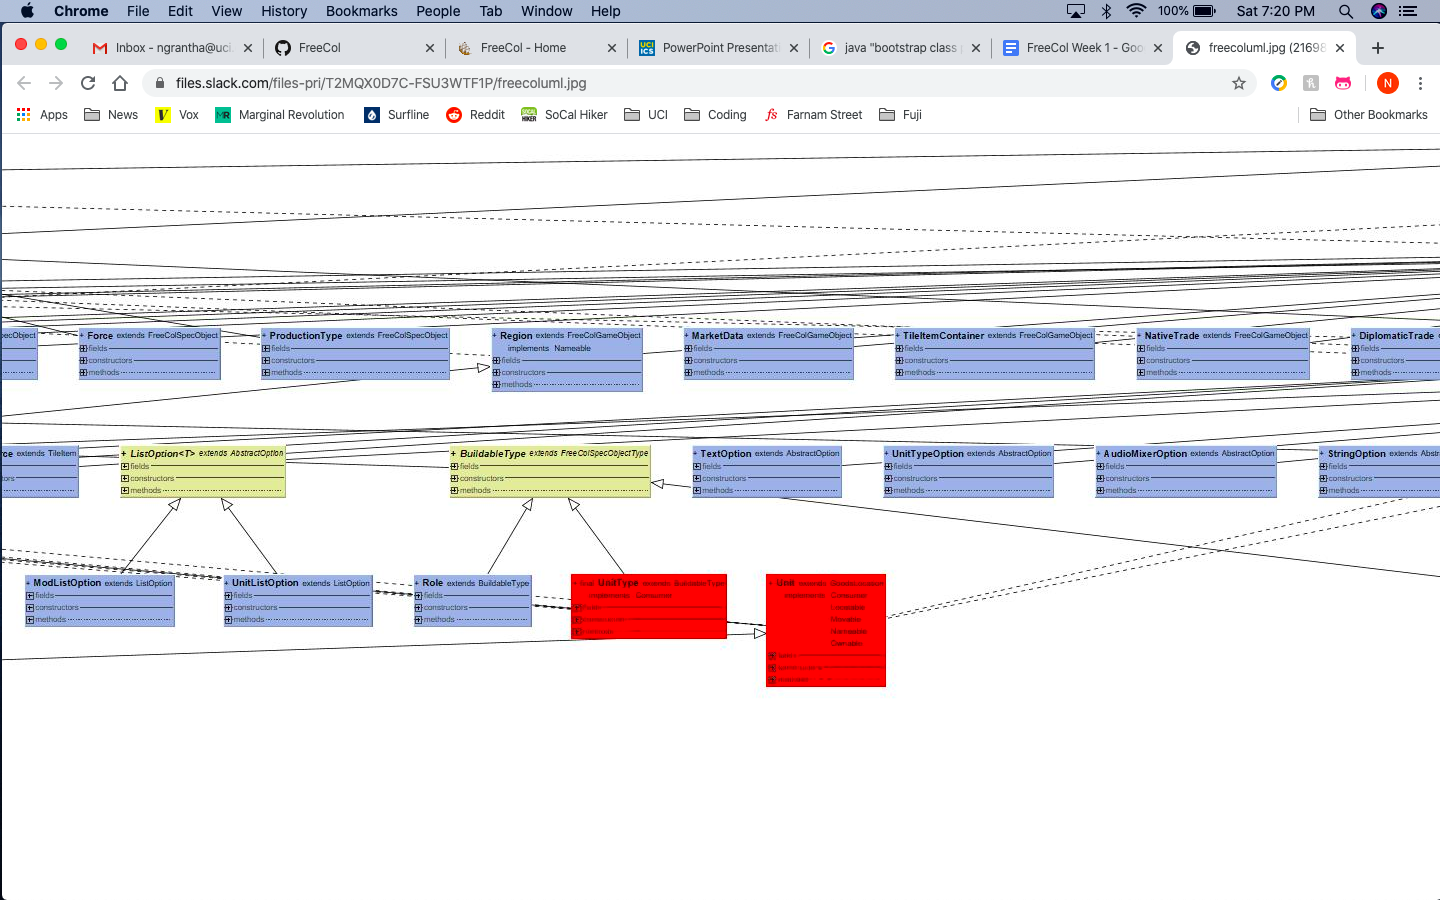 Chrome File Edit View History Bookmarks People Tab Window Help 100% Sat 7:20 PM
Inbox - ngrantha@uci. FreeCol FreeCol - Home UCI ICS PowerPoint Presentati java "bootstrap class FreeCol Week 1 - Goo freecoluml.jpg (21698
files.slack.com/files-pri/T2MQX0D7C-FSU3WTF1P/freecoluml.jpg N
Apps News Vox Marginal Revolution Surfline Reddit SoCal Hiker UCI Coding Farnam Street Fuji Other Bookmarks
+ Force extends FreeColSpecObject
fields
constructors
methods
+ ProductionType extends FreeColSpecObject
fields
constructors
methods
+ Region extends FreeColGameObject
implements Nameable
fields
constructors
methods
+ MarketData extends FreeColGameObject
fields
constructors
methods
+ TileItemContainer extends FreeColGameObject
fields
constructors
methods
+ NativeTrade extends FreeColGameObject
fields
constructors
methods
+ DiplomaticTrade
fields
constructors
methods
rce extends TileItem
+ ListOption<T> extends AbstractOption
fields
constructors
methods
+ BuildableType extends FreeColSpecObjectType
fields
constructors
methods
+ TextOption extends AbstractOption
fields
constructors
methods
+ UnitTypeOption extends AbstractOption
fields
constructors
methods
+ AudioMixerOption extends AbstractOption
fields
constructors
methods
+ StringOption extends Abstr
fields
constructors
methods
+ ModListOption extends ListOption
fields
constructors
methods
+ UnitListOption extends ListOption
fields
constructors
methods
+ Role extends BuildableType
fields
constructors
methods
UnitType extends BuildableType
implements Consumer
fields
constructors
methods
+ Unit extends GoodsLocation
implements Consumer
Locatable
Movable
Nameable
Ownable